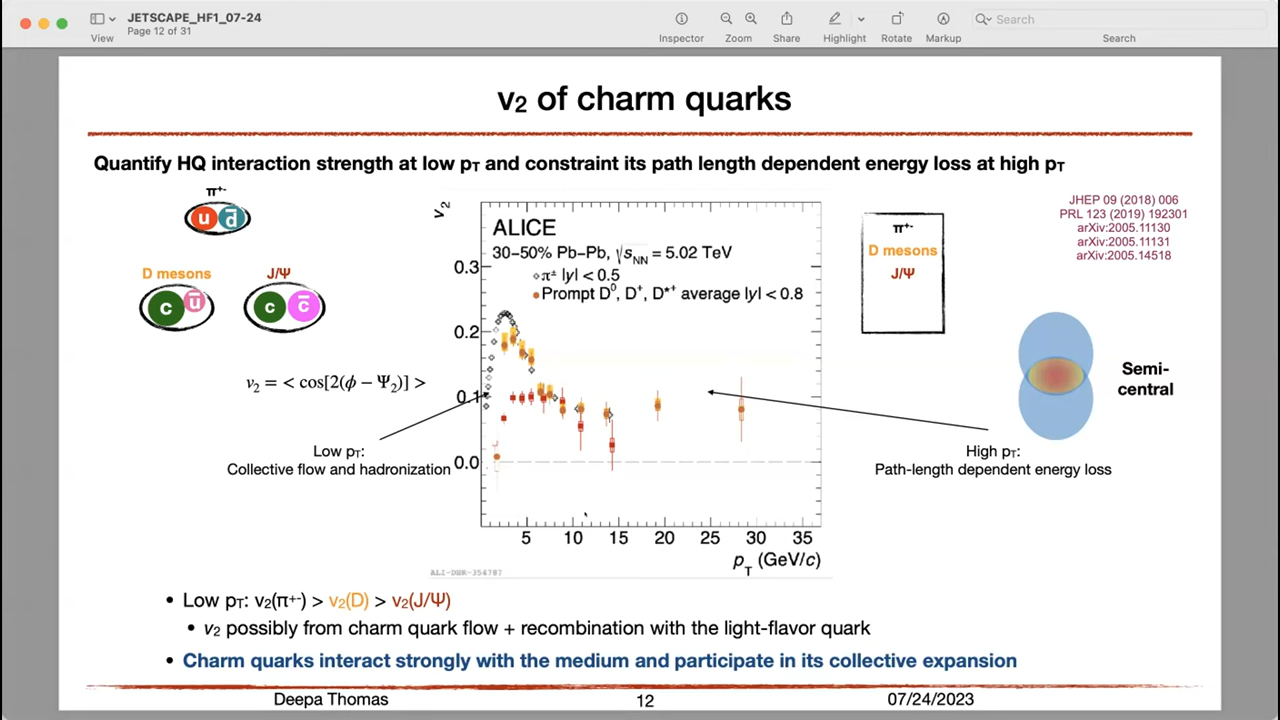 JETSCAPE_HF1_07-24
Page 12 of 31
View
Inspector
Zoom
Share
Highlight
Rotate
Markup
Search
Search
v₂ of charm quarks
Quantify HQ interaction strength at low pT and constraint its path length dependent energy loss at high pT
π⁺⁻
u d̅
D mesons
J/Ψ
c u̅
c c̅
v₂ = < cos[2(ϕ − Ψ₂)] >
Low pT:
Collective flow and hadronization
v₂
ALICE
30–50% Pb–Pb, √sNN = 5.02 TeV
π± |y| < 0.5
Prompt D⁰, D⁺, D*⁺ average |y| < 0.8
0.3
0.2
0.1
0.0
5 10 15 20 25 30 35
pT (GeV/c)
ALI-DER-354787
π⁺⁻
D mesons
J/Ψ
JHEP 09 (2018) 006
PRL 123 (2019) 192301
arXiv:2005.11130
arXiv:2005.11131
arXiv:2005.14518
Semi-
central
High pT:
Path-length dependent energy loss
• Low pT: v₂(π⁺⁻) > v₂(D) > v₂(J/Ψ)
• v₂ possibly from charm quark flow + recombination with the light-flavor quark
• Charm quarks interact strongly with the medium and participate in its collective expansion
Deepa Thomas
12
07/24/2023